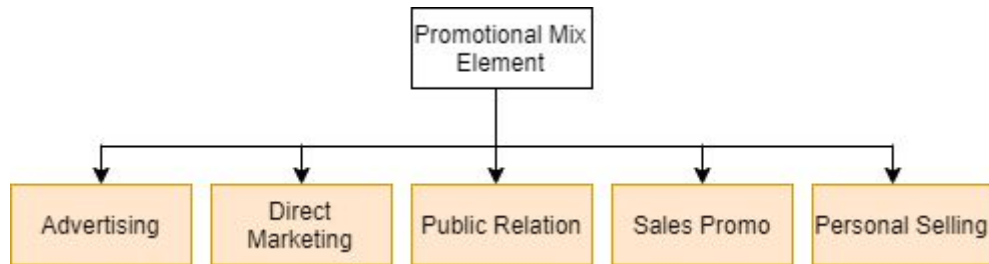 Promotional Mix
Element
Advertising
Direct
Marketing
Public Relation
Sales Promo
Personal Selling